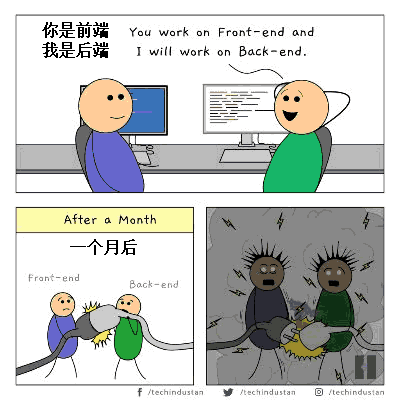 你是前端
我是后端
You work on Front-end and
I will work on Back-end.
After a Month
一个月后
Front-end
Back-end
/techindustan
/techindustan
/techindustan